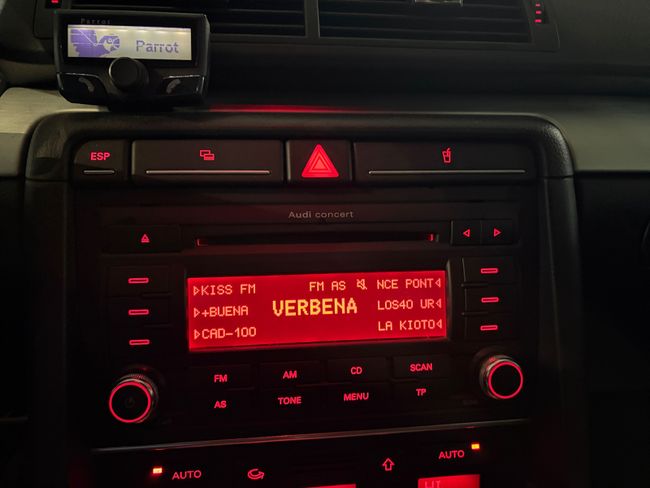 Parrot
Parrot
ESP
Audi concert
KISS FM FM AS NCE PONT
+BUENA VERBENA LOS40 UR
CAD-100 LA KIOTO
FM AM CD SCAN
AS TONE MENU TP
AUTO AUTO